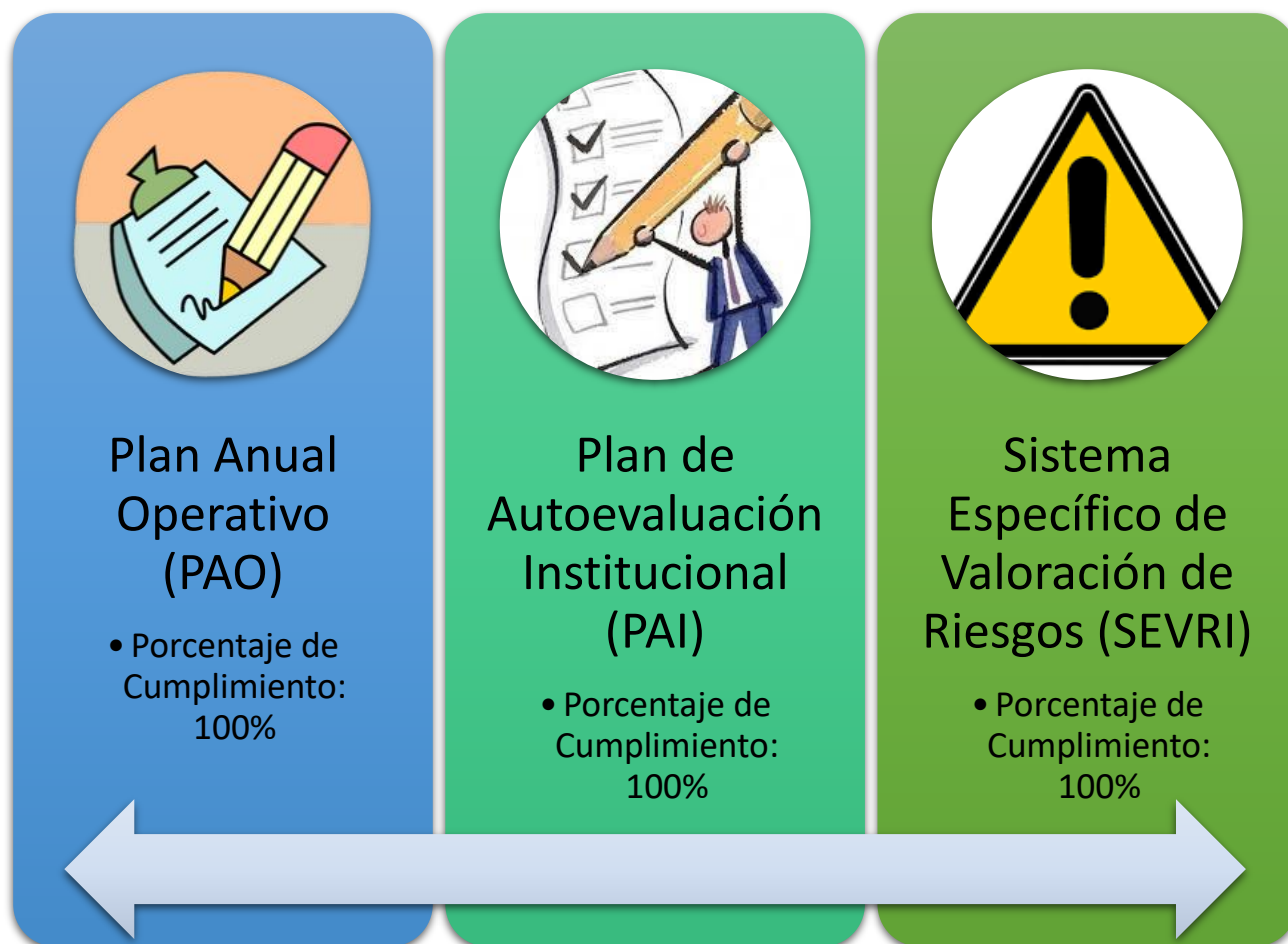 Plan Anual
Operativo
(PAO)
• Porcentaje de
Cumplimiento:
100%
Plan de
Autoevaluación
Institucional
(PAI)
• Porcentaje de
Cumplimiento:
100%
Sistema
Específico de
Valoración de
Riesgos (SEVRI)
• Porcentaje de
Cumplimiento:
100%